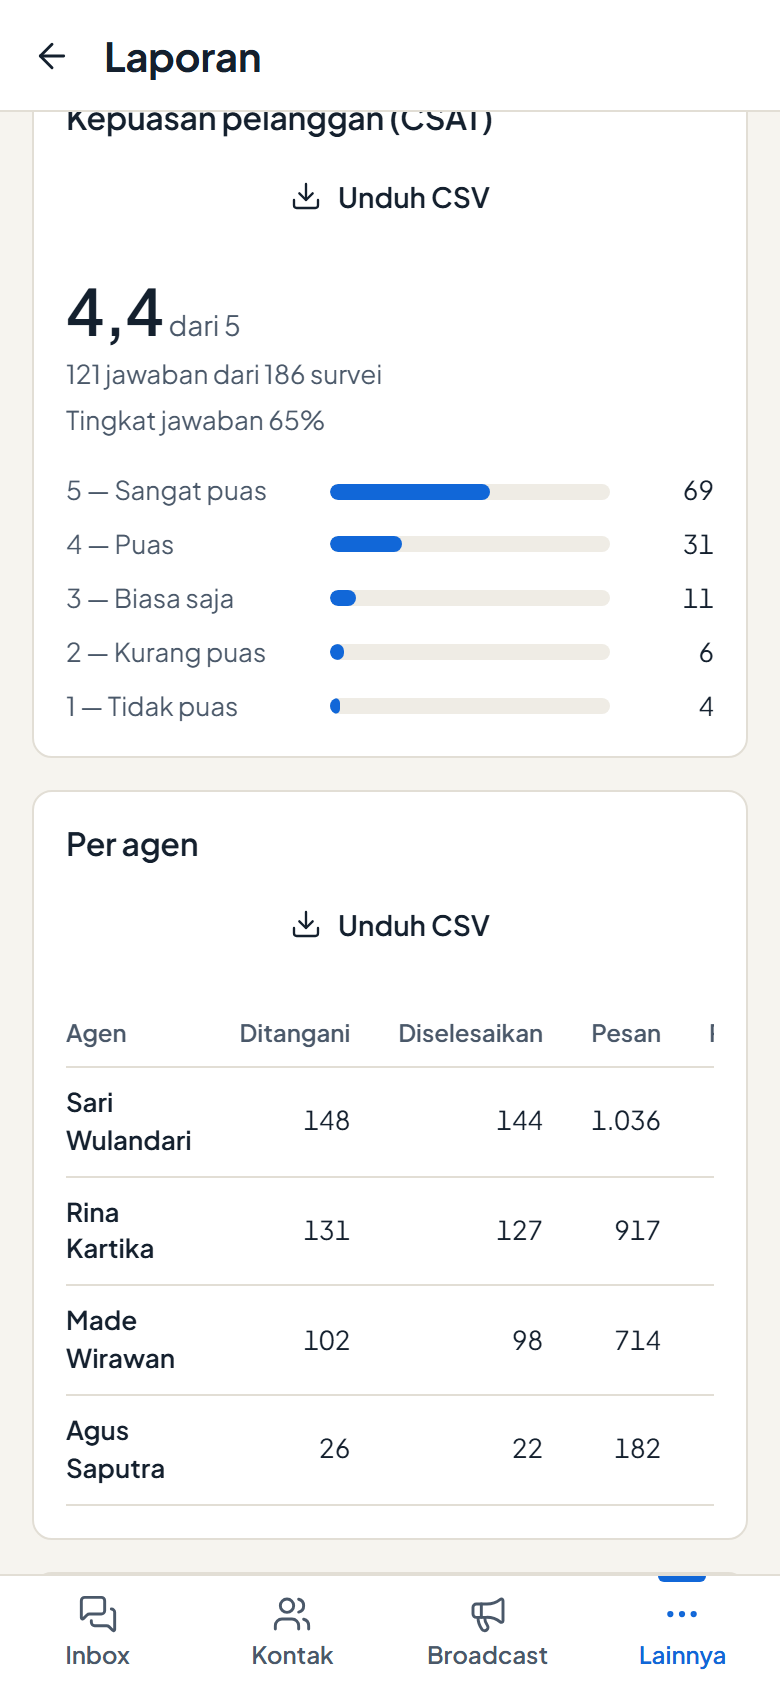 Laporan
Kepuasan pelanggan (CSAT)
Unduh CSV
4,4 dari 5
121 jawaban dari 186 survei
Tingkat jawaban 65%
5 — Sangat puas 69
4 — Puas 31
3 — Biasa saja 11
2 — Kurang puas 6
1 — Tidak puas 4
Per agen
Unduh CSV
Agen Ditangani Diselesaikan Pesan
Sari Wulandari 148 144 1.036
Rina Kartika 131 127 917
Made Wirawan 102 98 714
Agus Saputra 26 22 182
Inbox Kontak Broadcast Lainnya